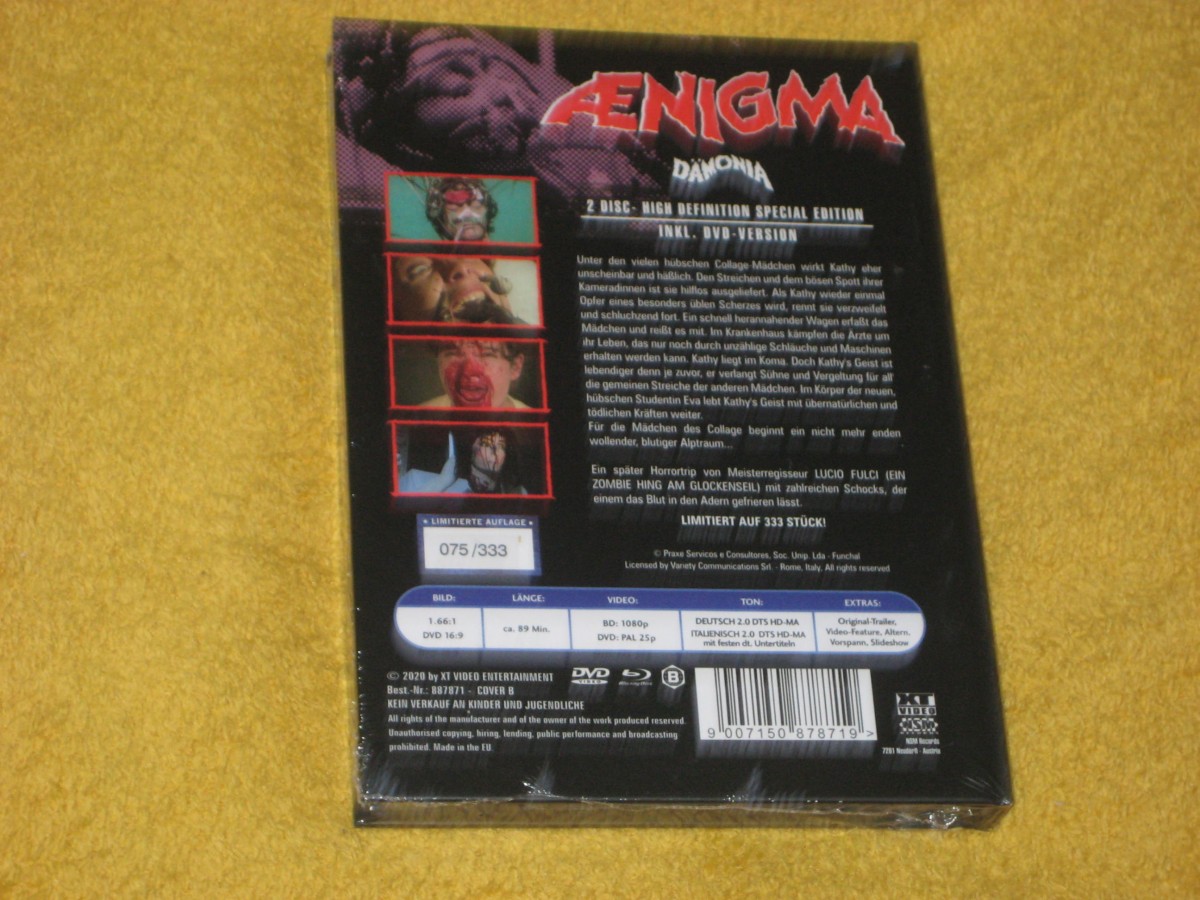 ÆNIGMA
DÄMONIA
2 DISC- HIGH DEFINITION SPECIAL EDITION
INKL. DVD-VERSION
Unter den vielen hübschen Collage-Mädchen wirkt Kathy eher
unscheinbar und häßlich. Den Streichen und dem bösen Spott ihrer
Kameradinnen ist sie hilflos ausgeliefert. Als Kathy wieder einmal
Opfer eines besonders üblen Scherzes wird, rennt sie verzweifelt
und schluchzend fort. Ein schnell herannahender Wagen erfaßt das
Mädchen und reißt es mit. Im Krankenhaus kämpfen die Ärzte um
ihr Leben, das nur noch durch unzählige Schläuche und Maschinen
erhalten werden kann. Kathy liegt im Koma. Doch Kathy's Geist ist
lebendiger denn je zuvor, er verlangt Sühne und Vergeltung für all'
die gemeinen Streiche der anderen Mädchen. Im Körper der neuen,
hübschen Studentin Eva lebt Kathy's Geist mit übernatürlichen und
tödlichen Kräften weiter.
Für die Mädchen des Collage beginnt ein nicht mehr enden
wollender, blutiger Alptraum...
Ein später Horrortrip von Meisterregisseur LUCIO FULCI (EIN
ZOMBIE HING AM GLOCKENSEIL) mit zahlreichen Schocks, der
einem das Blut in den Adern gefrieren lässt.
LIMITIERT AUF 333 STÜCK!
• LIMITIERTE AUFLAGE •
075/333
© Praxe Servicos e Consultores, Soc. Unip. Lda - Funchal
Licensed by Variety Communications Srl. - Rome, Italy. All rights reserved
BILD: LÄNGE: VIDEO: TON: EXTRAS:
1.66:1
DVD 16:9
ca. 89 Min.
BD: 1080p
DVD: PAL 25p
DEUTSCH 2.0 DTS HD-MA
ITALIENISCH 2.0 DTS HD-MA
mit festen dt. Untertiteln
Original-Trailer,
Video-Feature, Altern.
Vorspann, Slideshow
© 2020 by XT VIDEO ENTERTAINMENT
Best.-Nr.: B87871 - COVER B
KEIN VERKAUF AN KINDER UND JUGENDLICHE
All rights of the manufacturer and of the owner of the work produced reserved.
Unauthorised copying, hiring, lending, public performance and broadcasting
prohibited. Made in the EU.
DVD
VIDEO
B
9 007150 878719 >
XT
VIDEO
NSM
NSM Records
7291 Neudörfl - Austria